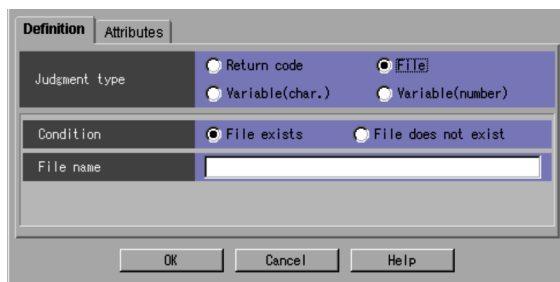 Definition Attributes
Judgment type
Return code File
Variable(char.) Variable(number)
Condition File exists File does not exist
File name
OK Cancel Help